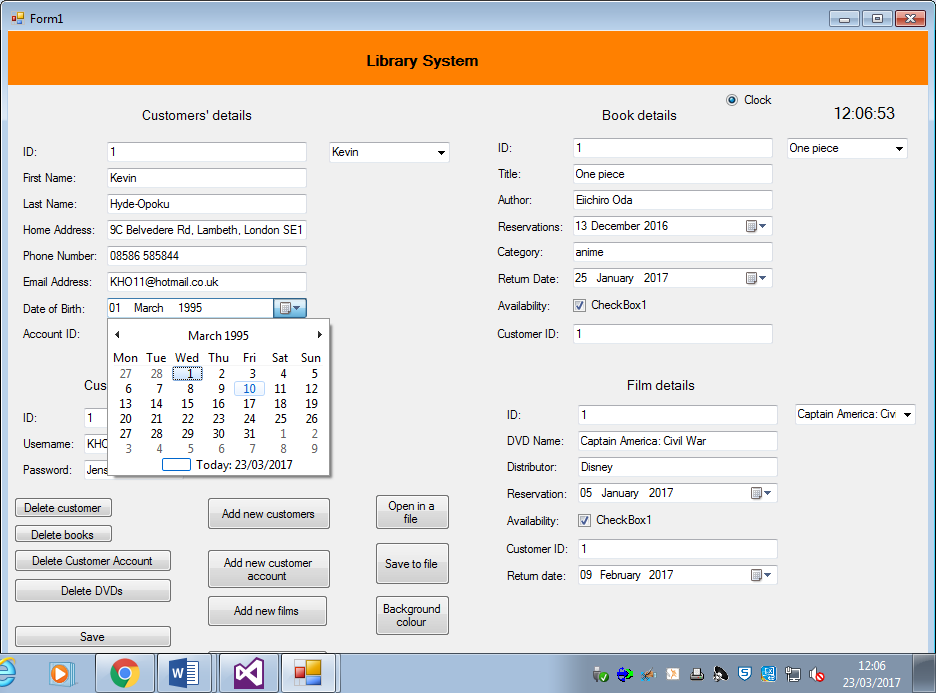 Form1
Library System
Clock
12:06:53
Customers' details
ID: 1 Kevin
First Name: Kevin
Last Name: Hyde-Opoku
Home Address: 9C Belvedere Rd, Lambeth, London SE1
Phone Number: 08586 585844
Email Address: KHO11@hotmail.co.uk
Date of Birth: 01 March 1995
Account ID:
March 1995
Mon Tue Wed Thu Fri Sat Sun
27 28 1 2 3 4 5
6 7 8 9 10 11 12
13 14 15 16 17 18 19
20 21 22 23 24 25 26
27 28 29 30 31 1 2
3 4 5 6 7 8 9
Today: 23/03/2017
Cus
ID: 1
Username: KHO
Password: Jens
Book details
ID: 1 One piece
Title: One piece
Author: Eiichiro Oda
Reservations: 13 December 2016
Category: anime
Return Date: 25 January 2017
Availability: CheckBox1
Customer ID: 1
Film details
ID: 1 Captain America: Civ
DVD Name: Captain America: Civil War
Distributor: Disney
Reservation: 05 January 2017
Availability: CheckBox1
Customer ID: 1
Return date: 09 February 2017
Delete customer
Delete books
Delete Customer Account
Delete DVDs
Save
Add new customers
Add new customer
account
Add new films
Open in a
file
Save to file
Background
colour
12:06
23/03/2017